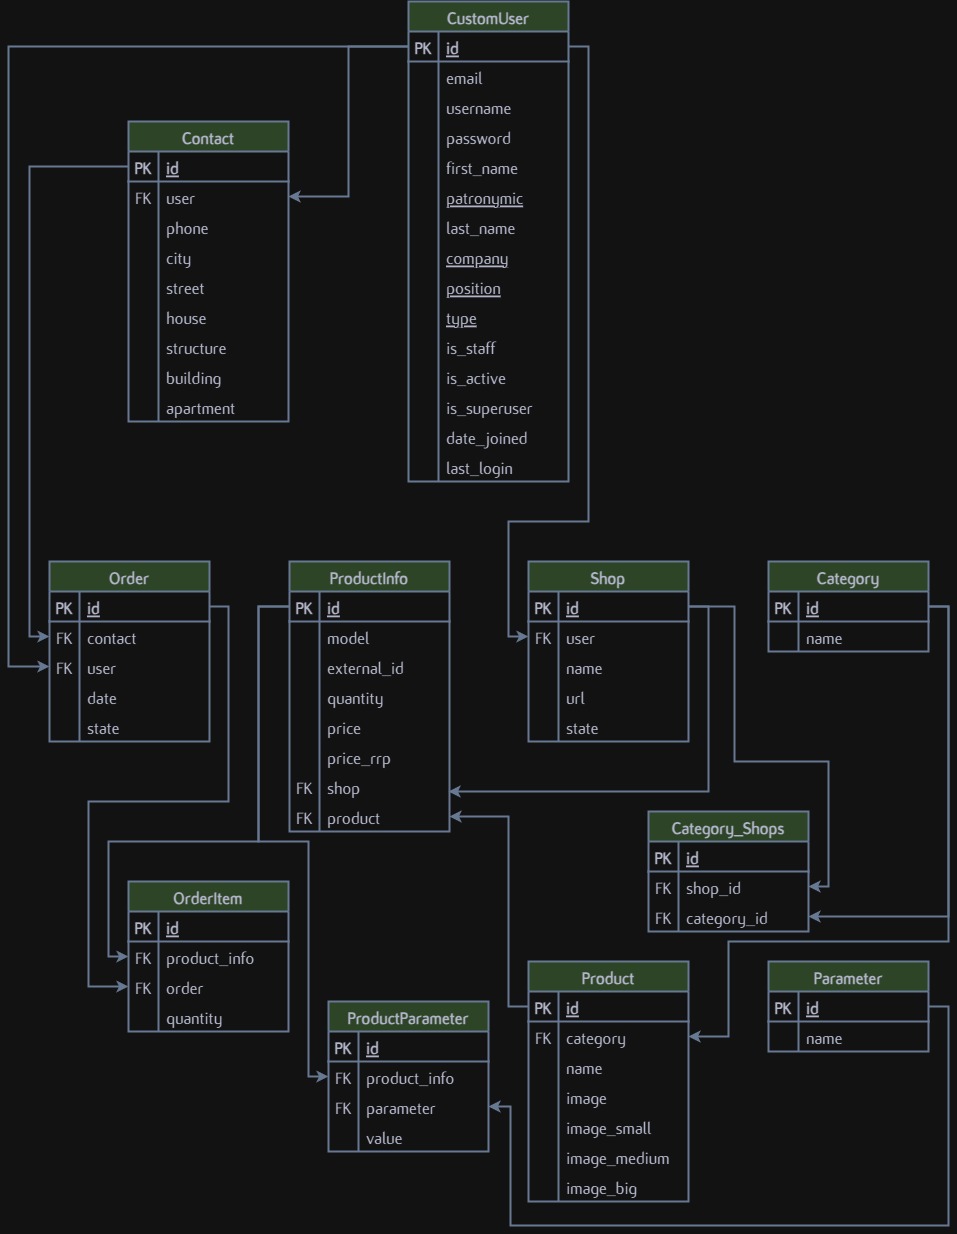 CustomUser
PK id
email
username
password
first_name
patronymic
last_name
company
position
type
is_staff
is_active
is_superuser
date_joined
last_login
Contact
PK id
FK user
phone
city
street
house
structure
building
apartment
Order
PK id
FK contact
FK user
date
state
ProductInfo
PK id
model
external_id
quantity
price
price_rrp
FK shop
FK product
Shop
PK id
FK user
name
url
state
Category
PK id
name
Category_Shops
PK id
FK shop_id
FK category_id
OrderItem
PK id
FK product_info
FK order
quantity
ProductParameter
PK id
FK product_info
FK parameter
value
Product
PK id
FK category
name
image
image_small
image_medium
image_big
Parameter
PK id
name